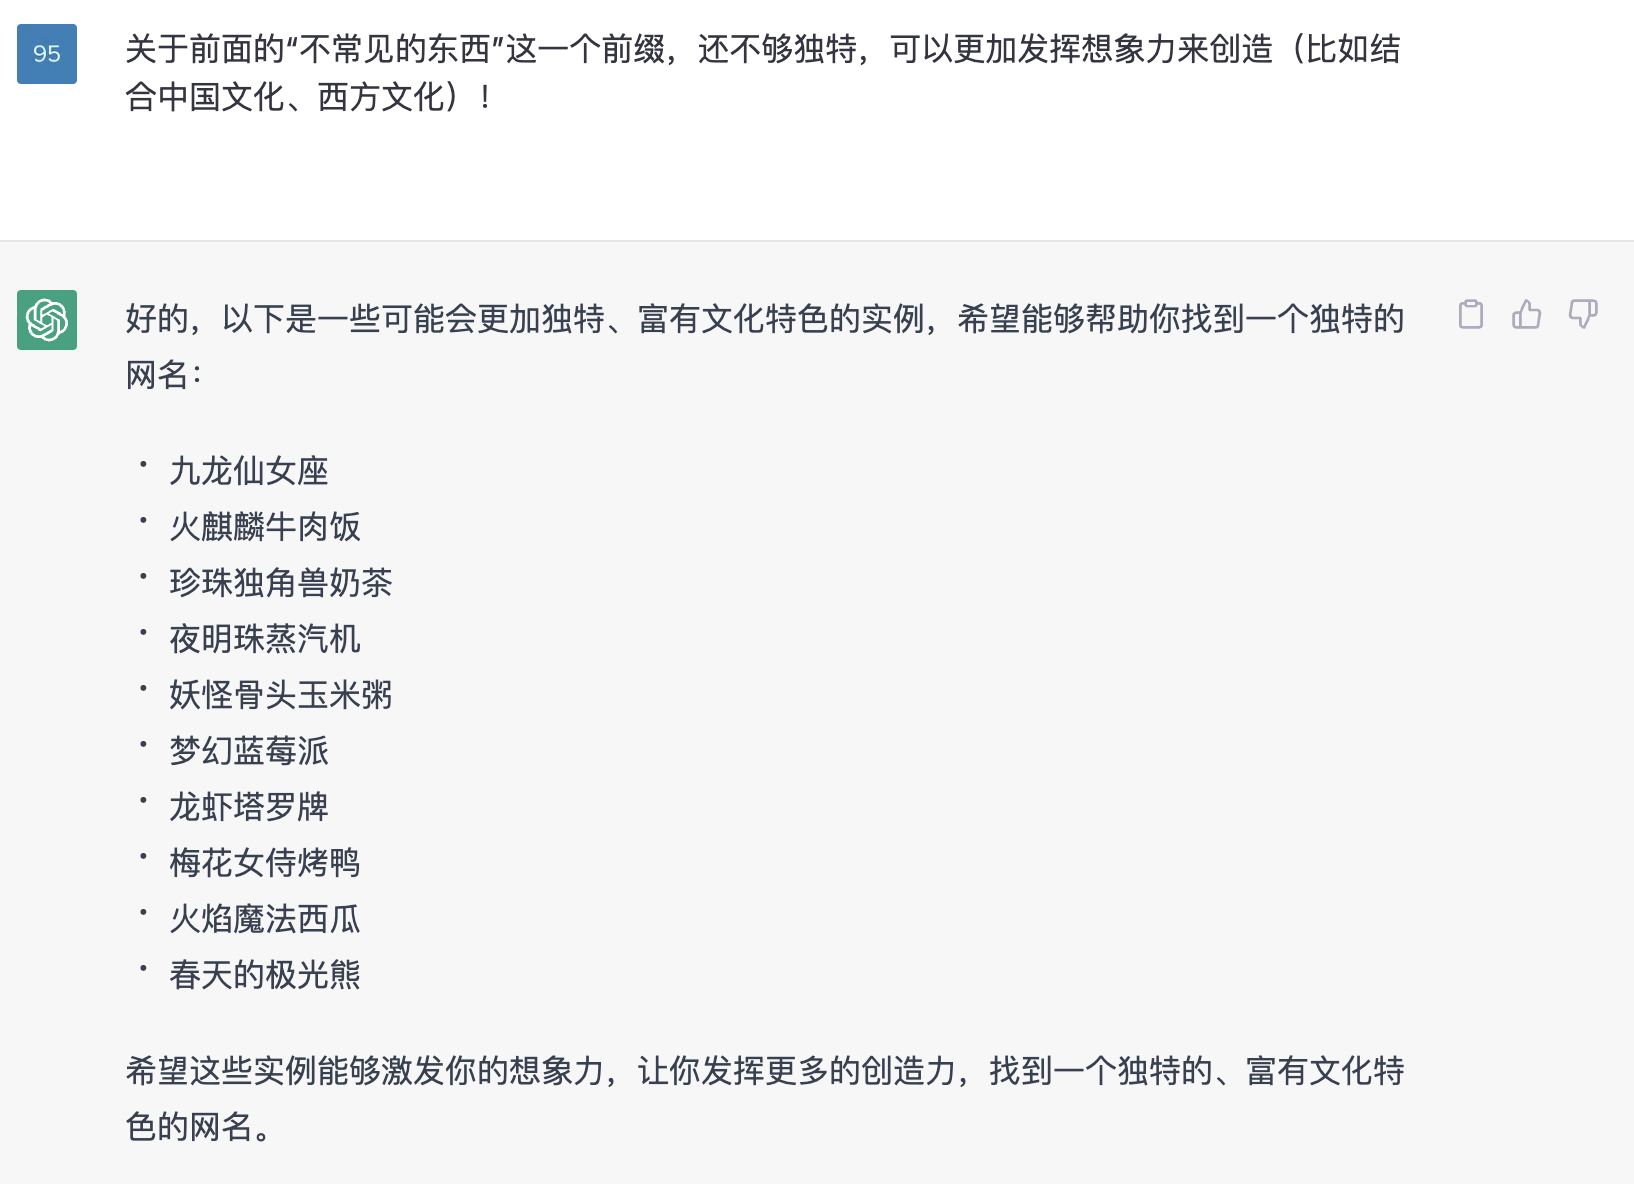 95
关于前面的“不常见的东西”这一个前缀，还不够独特，可以更加发挥想象力来创造（比如结
合中国文化、西方文化）！
好的，以下是一些可能会更加独特、富有文化特色的实例，希望能够帮助你找到一个独特的
网名：
• 九龙仙女座
• 火麒麟牛肉饭
• 珍珠独角兽奶茶
• 夜明珠蒸汽机
• 妖怪骨头玉米粥
• 梦幻蓝莓派
• 龙虾塔罗牌
• 梅花女侍烤鸭
• 火焰魔法西瓜
• 春天的极光熊
希望这些实例能够激发你的想象力，让你发挥更多的创造力，找到一个独特的、富有文化特
色的网名。